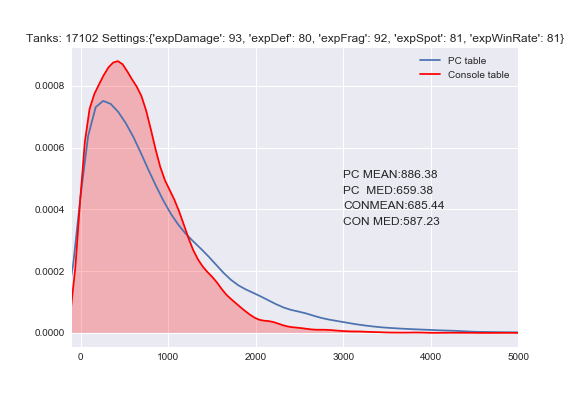 Tanks: 17102 Settings:{'expDamage': 93, 'expDef': 80, 'expFrag': 92, 'expSpot': 81, 'expWinRate': 81}
PC table
Console table
0.0008
0.0006
0.0004
0.0002
0.0000
PC MEAN:886.38
PC  MED:659.38
CONMEAN:685.44
CON MED:587.23
0
1000
2000
3000
4000
5000